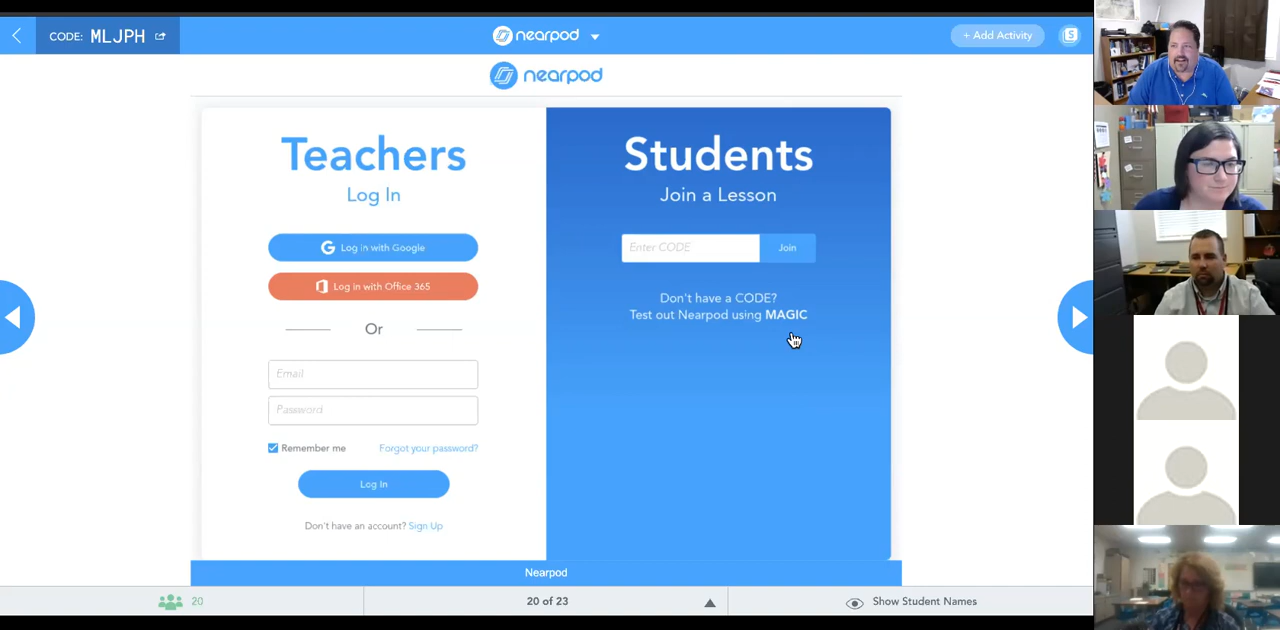 CODE: MLJPH
nearpod
+ Add Activity
nearpod
Teachers
Log In
Log in with Google
Log in with Office 365
Or
Email
Password
Remember me
Forgot your password?
Log In
Don't have an account? Sign Up
Students
Join a Lesson
Enter CODE
Join
Don't have a CODE?
Test out Nearpod using MAGIC
Nearpod
20
20 of 23
Show Student Names